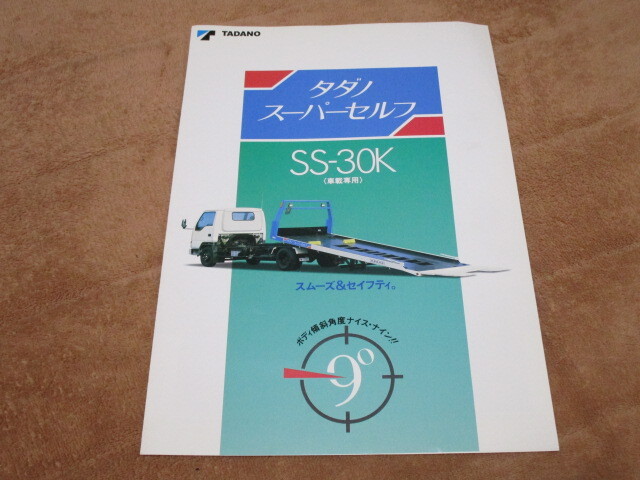 TADANO
タダノ
スーパーセルフ
SS-30K
〈車載専用〉
スムーズ&セイフティ。
ボディ傾斜角度ナイス・ナイン!!
9°